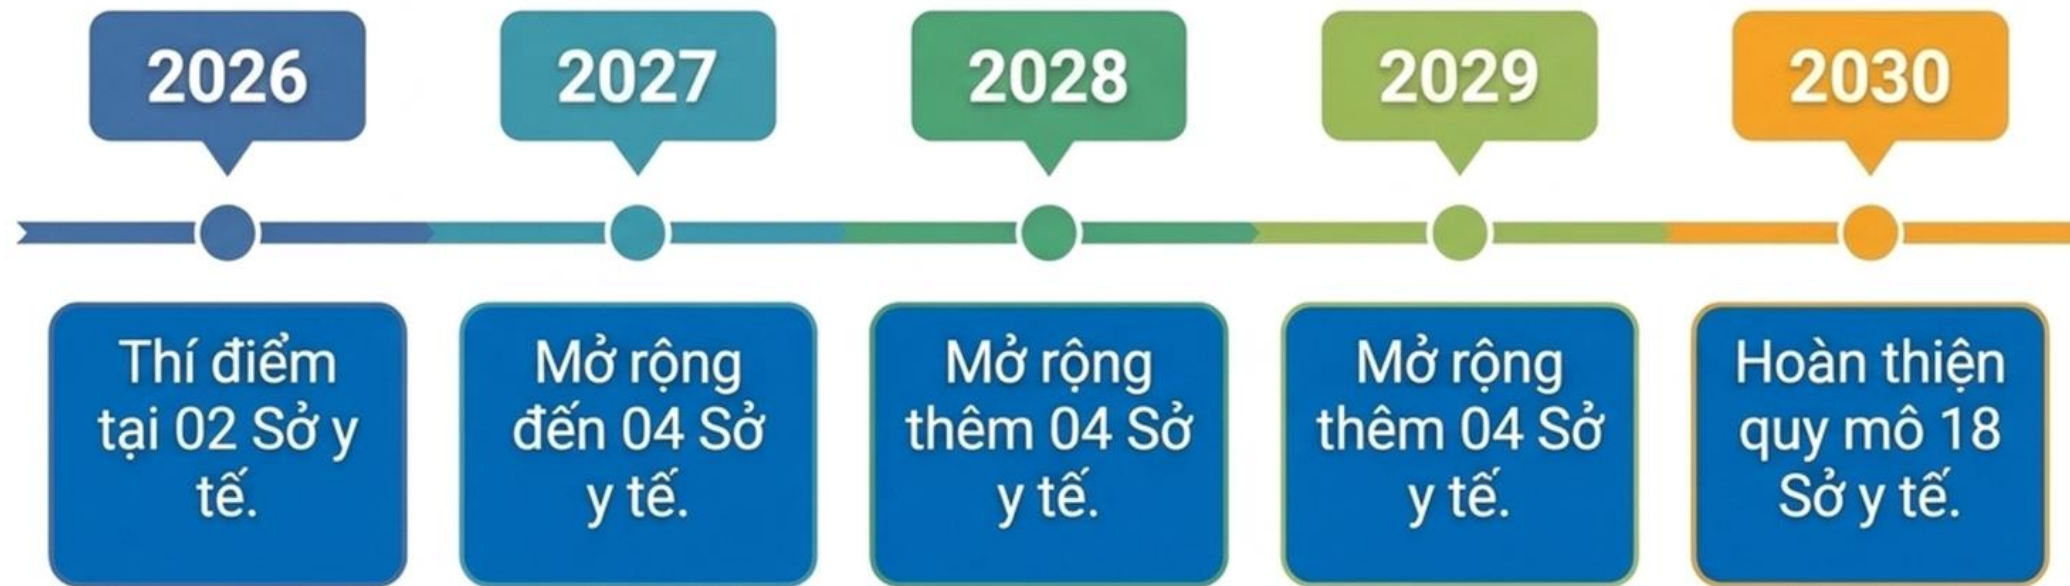 2026
2027
2028
2029
2030
Thí điểm
tại 02 Sở y
tế.
Mở rộng
đến 04 Sở
y tế.
Mở rộng
thêm 04 Sở
y tế.
Mở rộng
thêm 04 Sở
y tế.
Hoàn thiện
quy mô 18
Sở y tế.